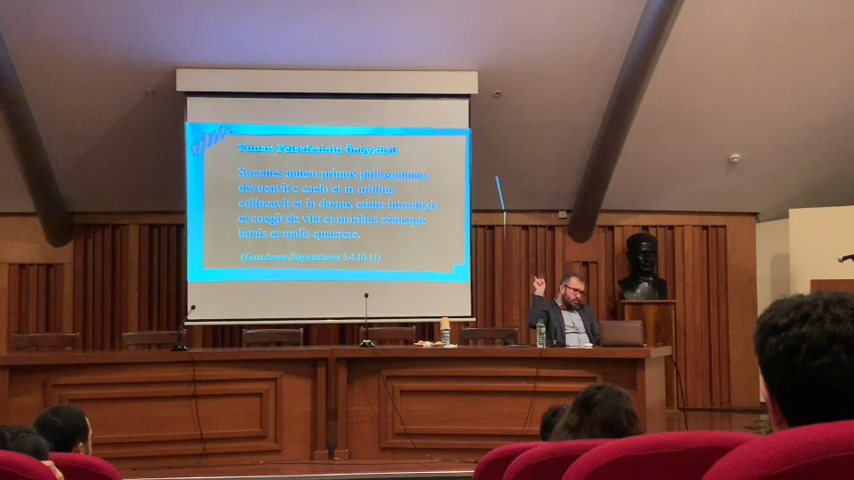 Yunan Felsefesinin Önöyküsü
Socrates autem primus philosophiam
devocavit e caelo et in urbibus
collocavit et in domus etiam introduxit
et coegit de vita et moribus rebusque
bonis et malis quaerere.
(Tusculanae Disputationes 5.4.10-11)